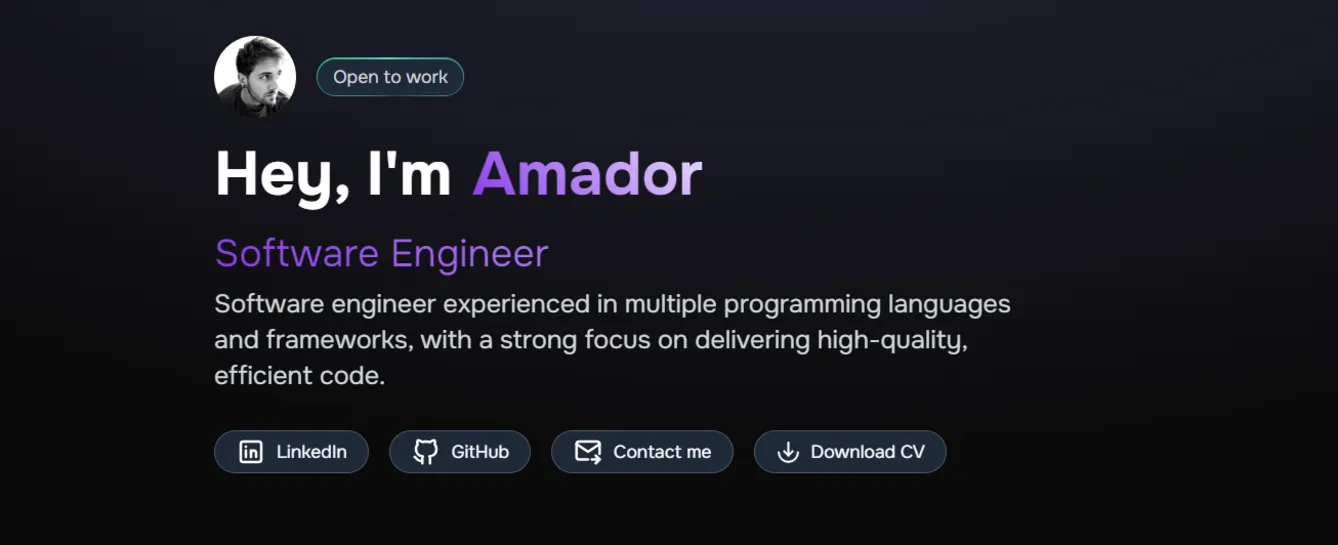 Open to work
Hey, I'm Amador
Software Engineer
Software engineer experienced in multiple programming languages
and frameworks, with a strong focus on delivering high-quality,
efficient code.
LinkedIn GitHub Contact me Download CV